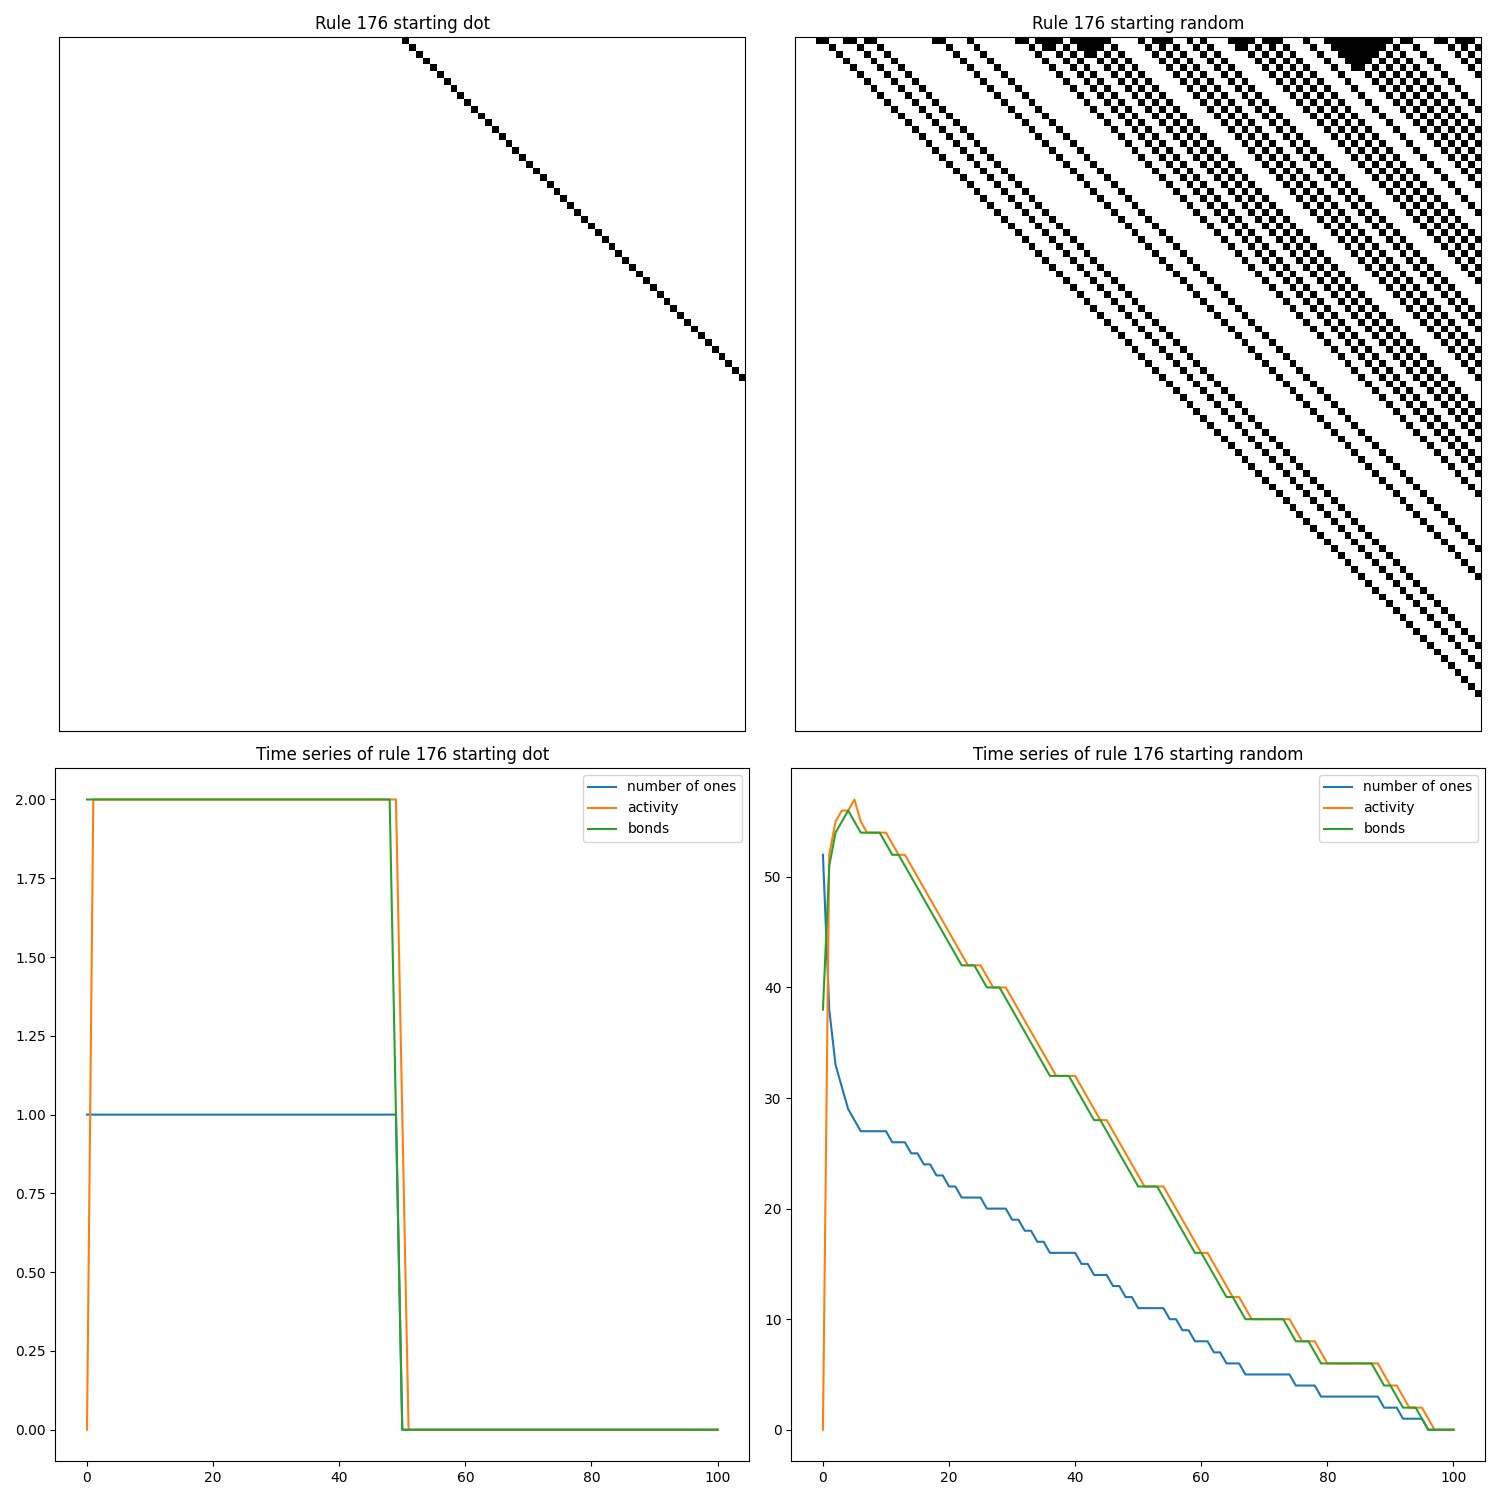 Rule 176 starting dot
Rule 176 starting random
Time series of rule 176 starting dot
2.00
1.75
1.50
1.25
1.00
0.75
0.50
0.25
0.00
0 20 40 60 80 100
number of ones
activity
bonds
Time series of rule 176 starting random
50
40
30
20
10
0
0 20 40 60 80 100
number of ones
activity
bonds